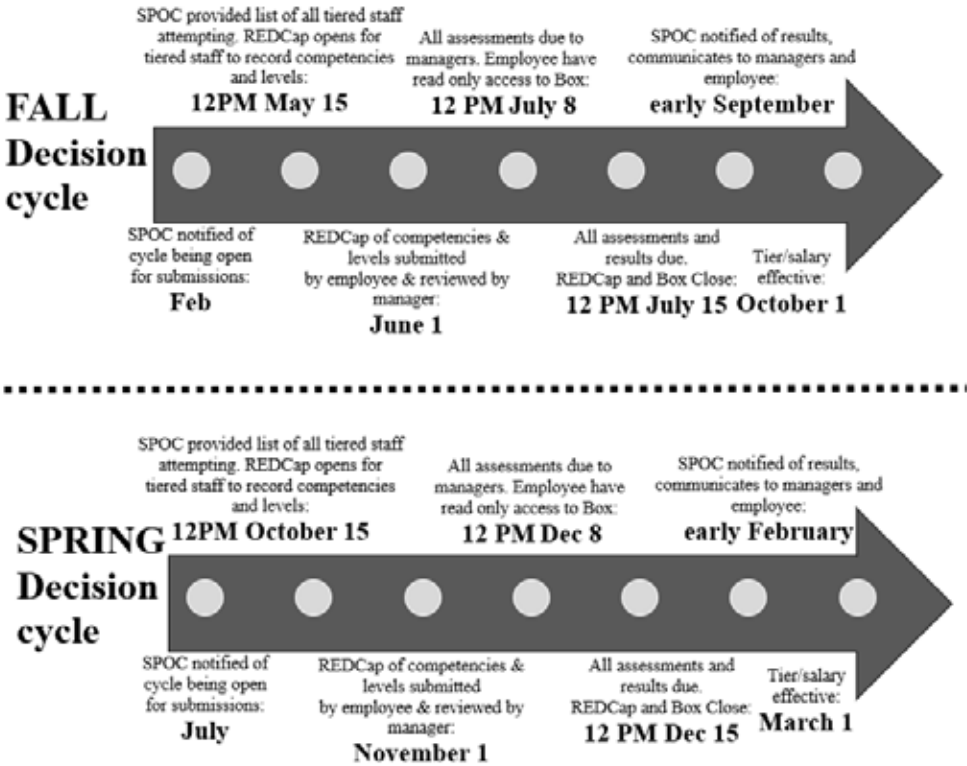 FALL
Decision
cycle
SPOC provided list of all tiered staff
attempting. REDCap opens for
tiered staff to record competencies
and levels:
12PM May 15
All assessments due to
managers. Employee have
read only access to Box:
12 PM July 8
SPOC notified of results,
communicates to managers and
employee:
early September
SPOC notified of
cycle being open
for submissions:
Feb
REDCap of competencies &
levels submitted
by employee & reviewed by
manager:
June 1
All assessments and
results due.
REDCap and Box Close:
12 PM July 15
Tier/salary
effective:
October 1
SPRING
Decision
cycle
SPOC provided list of all tiered staff
attempting. REDCap opens for
tiered staff to record competencies
and levels:
12PM October 15
All assessments due to
managers. Employee have
read only access to Box:
12 PM Dec 8
SPOC notified of results,
communicates to managers and
employee:
early February
SPOC notified of
cycle being open
for submissions:
July
REDCap of competencies &
levels submitted
by employee & reviewed by
manager:
November 1
All assessments and
results due.
REDCap and Box Close:
12 PM Dec 15
Tier/salary
effective:
March 1